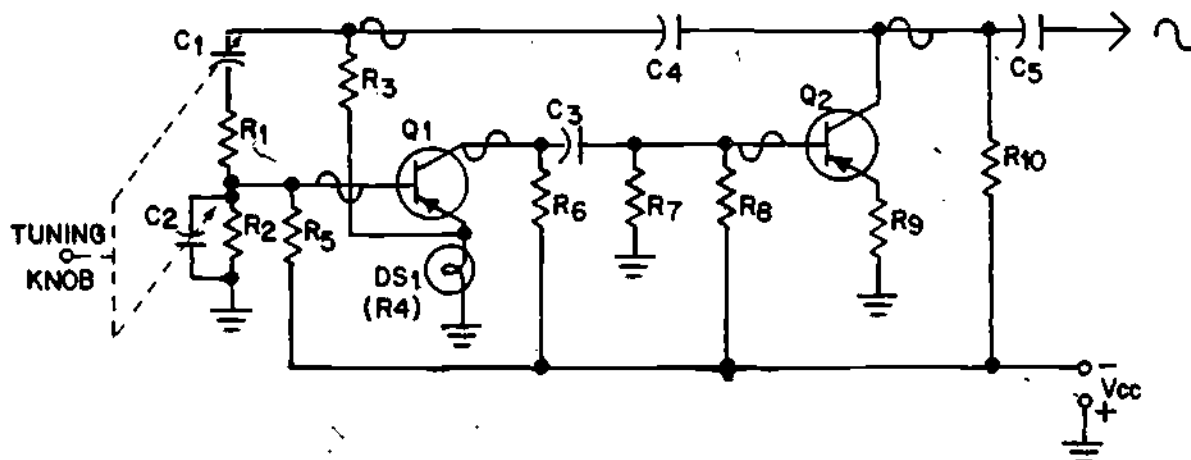 C1
R3
C4
C5
R1
Q1
C3
Q2
C2
R2
R5
R6
R7
R8
R9
R10
TUNING
KNOB
DS1
(R4)
−
Vcc
+